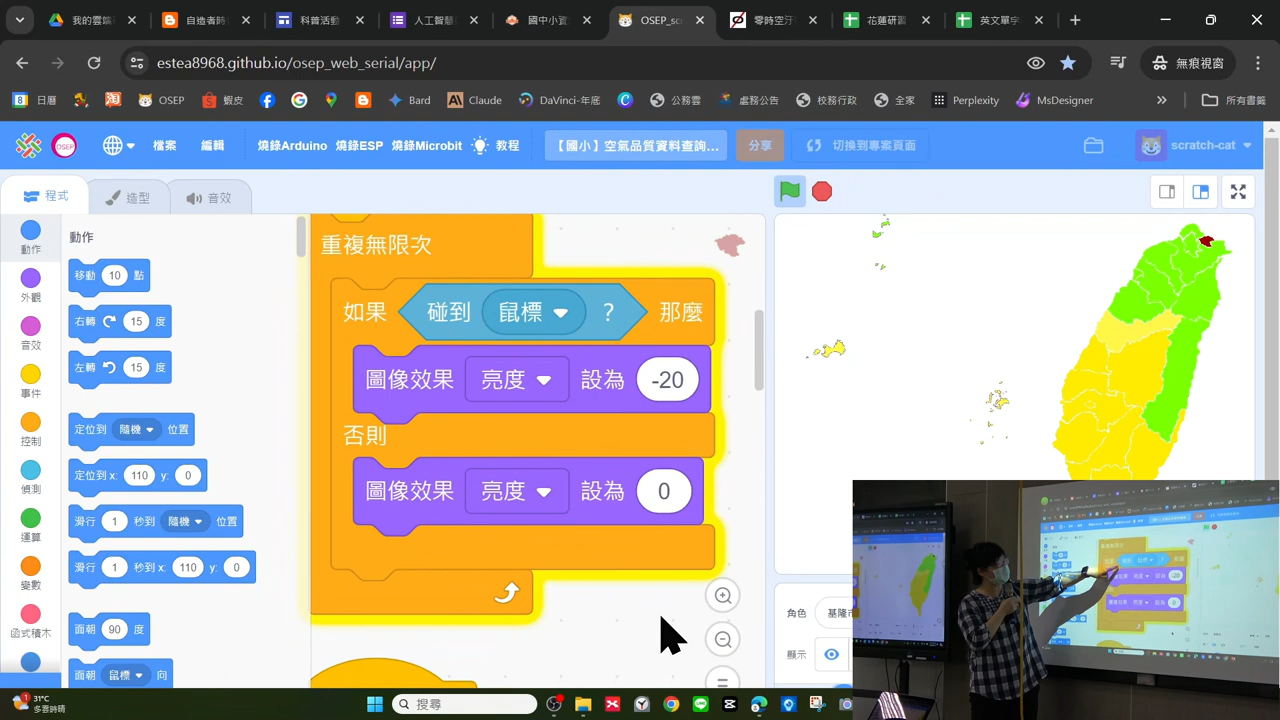 我的雲端
自造者時
科普活動
人工智慧
國中小資
OSEP_sc
零時空汙
花蓮研習
英文單字
estea8968.github.io/osep_web_serial/app/
無痕視窗
日曆
OSEP
蝦皮
Bard
Claude
DaVinci-年底
公務雲
處務公告
校務行政
全家
Perplexity
MsDesigner
所有書籤
OSEP
檔案
編輯
燒錄Arduino
燒錄ESP
燒錄Microbit
教程
【國小】空氣品質資料查詢...
分享
切換到專案頁面
scratch-cat
程式
造型
音效
動作
外觀
音效
事件
控制
偵測
運算
變數
函式積木
動作
移動 10 點
右轉 15 度
左轉 15 度
定位到 隨機 位置
定位到 x: 110 y: 0
滑行 1 秒到 隨機 位置
滑行 1 秒到 x: 110 y: 0
面朝 90 度
面朝 鼠標 向
重複無限次
如果 碰到 鼠標 ? 那麼
圖像效果 亮度 設為 -20
否則
圖像效果 亮度 設為 0
角色
基隆市
顯示
31°C
多雲時晴
搜尋